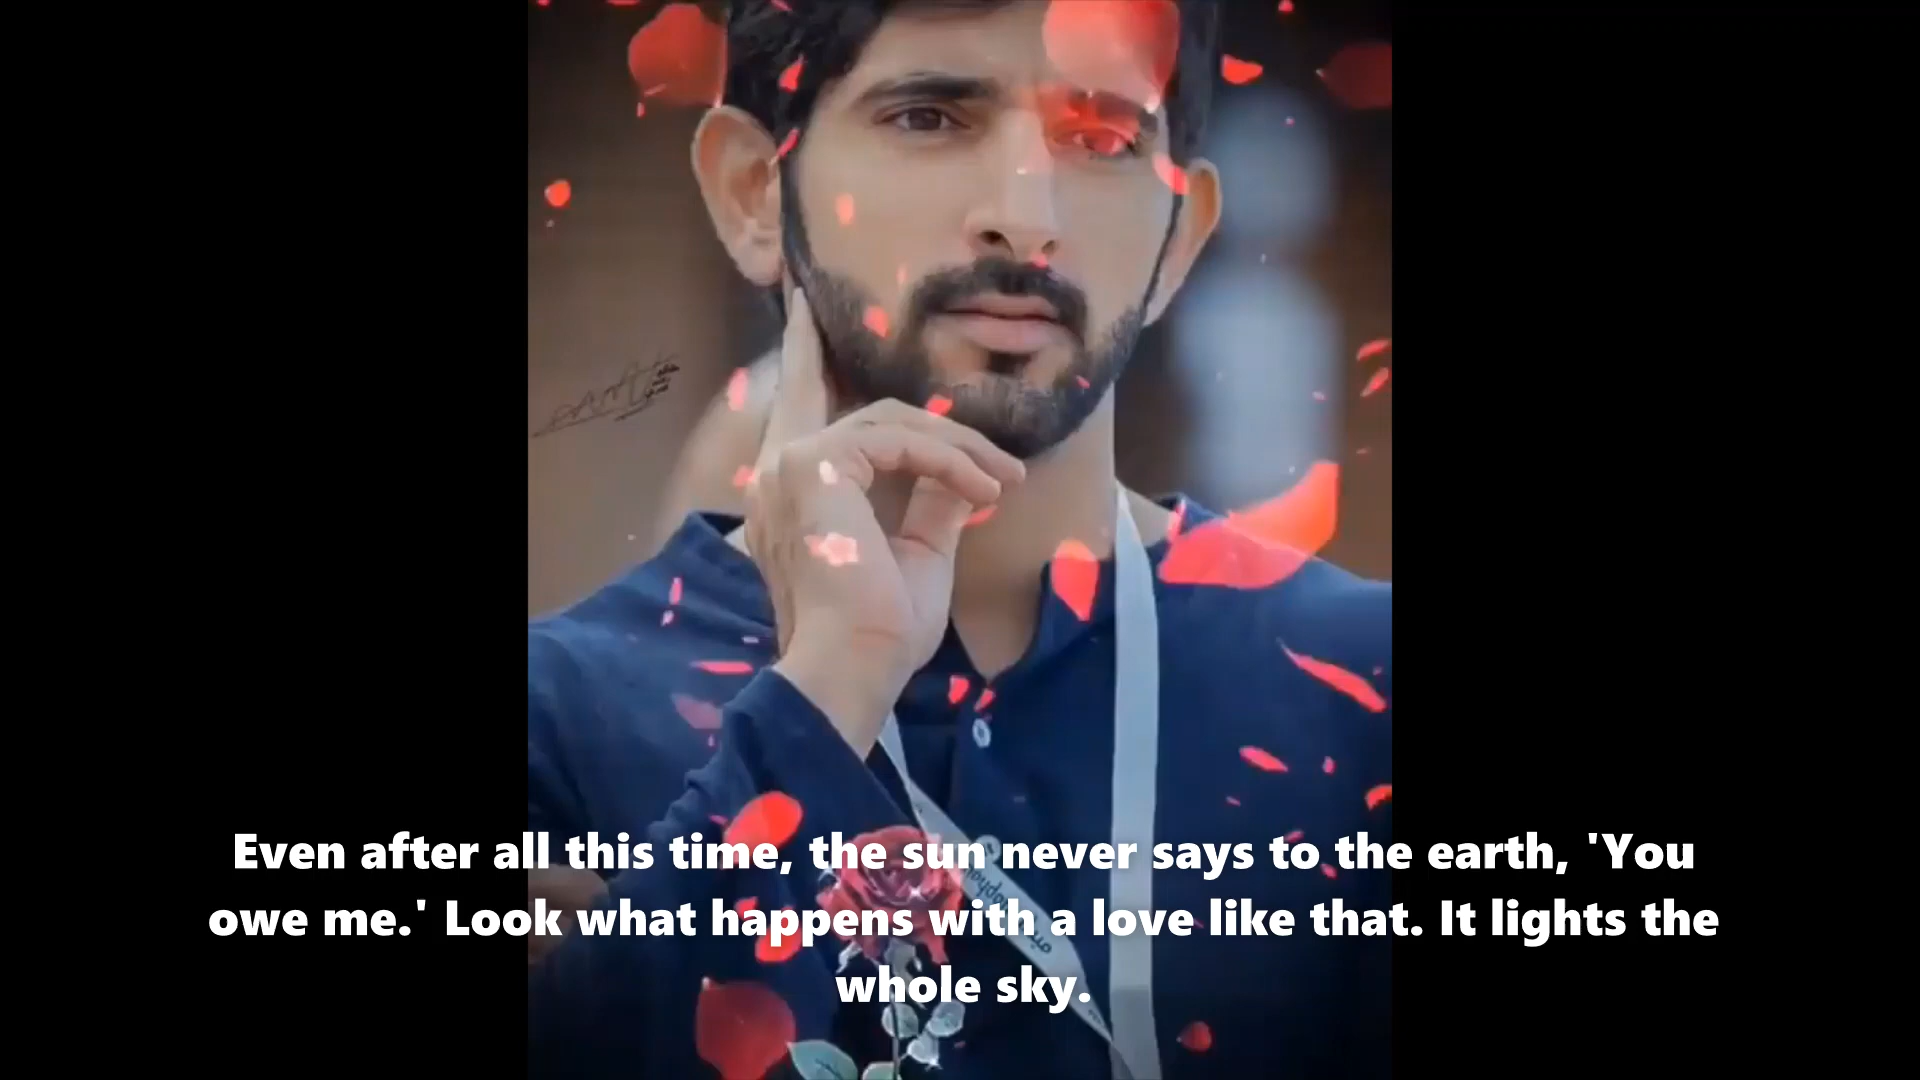 Even after all this time, the sun never says to the earth, 'You
owe me.' Look what happens with a love like that. It lights the
whole sky.